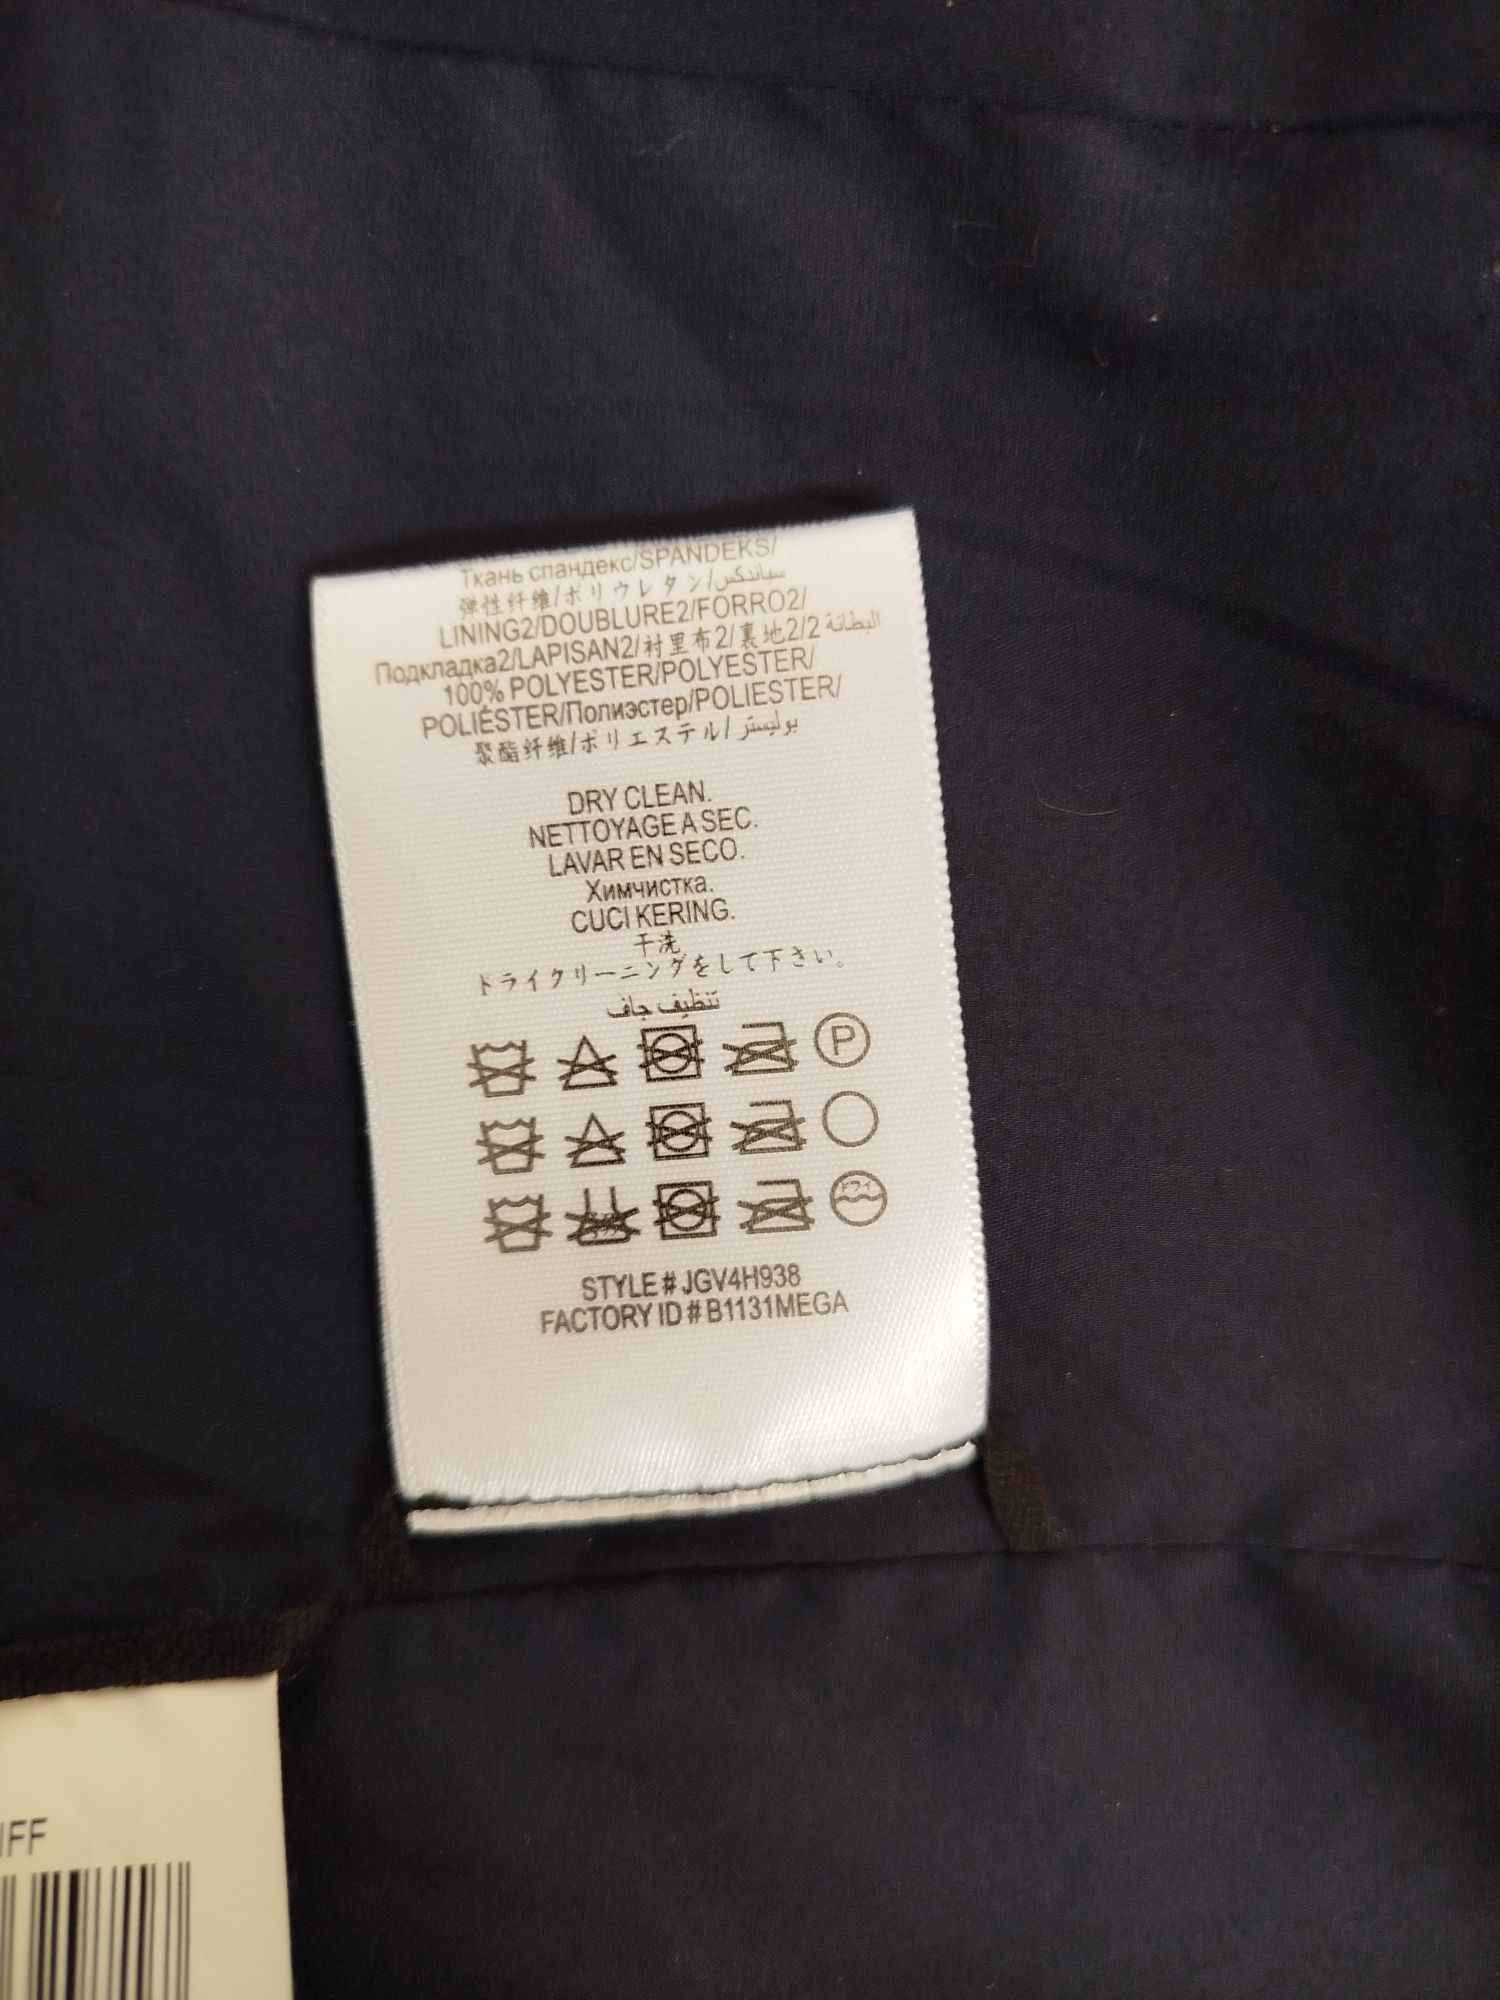 Ткань спандекс/SPANDEKS/
弹性纤维/ポリウレタン/سباندكس
LINING2/DOUBLURE2/FORRO2/
Подкладка2/LAPISAN2/衬里布2/裏地2/2 البطانة
100% POLYESTER/POLYESTER/
POLIÉSTER/Полиэстер/POLIESTER/
聚酯纤维/ポリエステル/بوليستر
DRY CLEAN.
NETTOYAGE A SEC.
LAVAR EN SECO.
Химчистка.
CUCI KERING.
干洗
ドライクリーニングをして下さい。
تنظيف جاف
P
ドライ
STYLE # JGV4H938
FACTORY ID # B1131MEGA
IFF